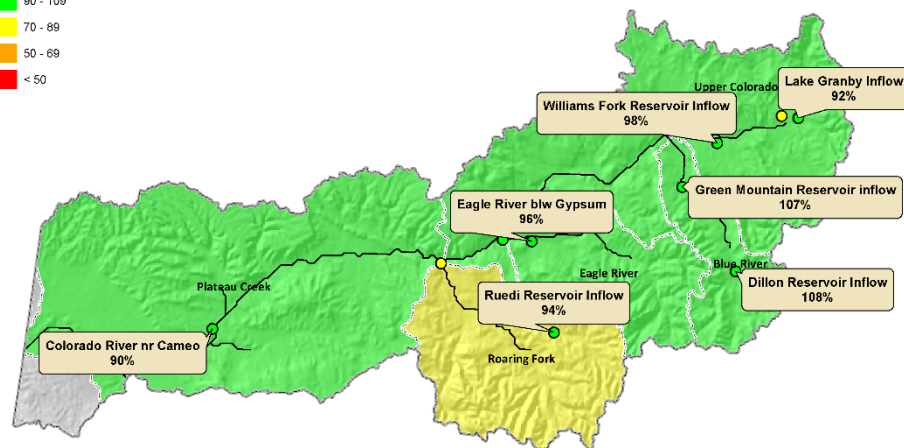 90 - 109
70 - 89
50 - 69
< 50
Upper Colorado
Lake Granby Inflow
92%
Williams Fork Reservoir Inflow
98%
Green Mountain Reservoir inflow
107%
Eagle River blw Gypsum
96%
Eagle River
Blue River
Dillon Reservoir Inflow
108%
Plateau Creek
Ruedi Reservoir Inflow
94%
Colorado River nr Cameo
90%
Roaring Fork